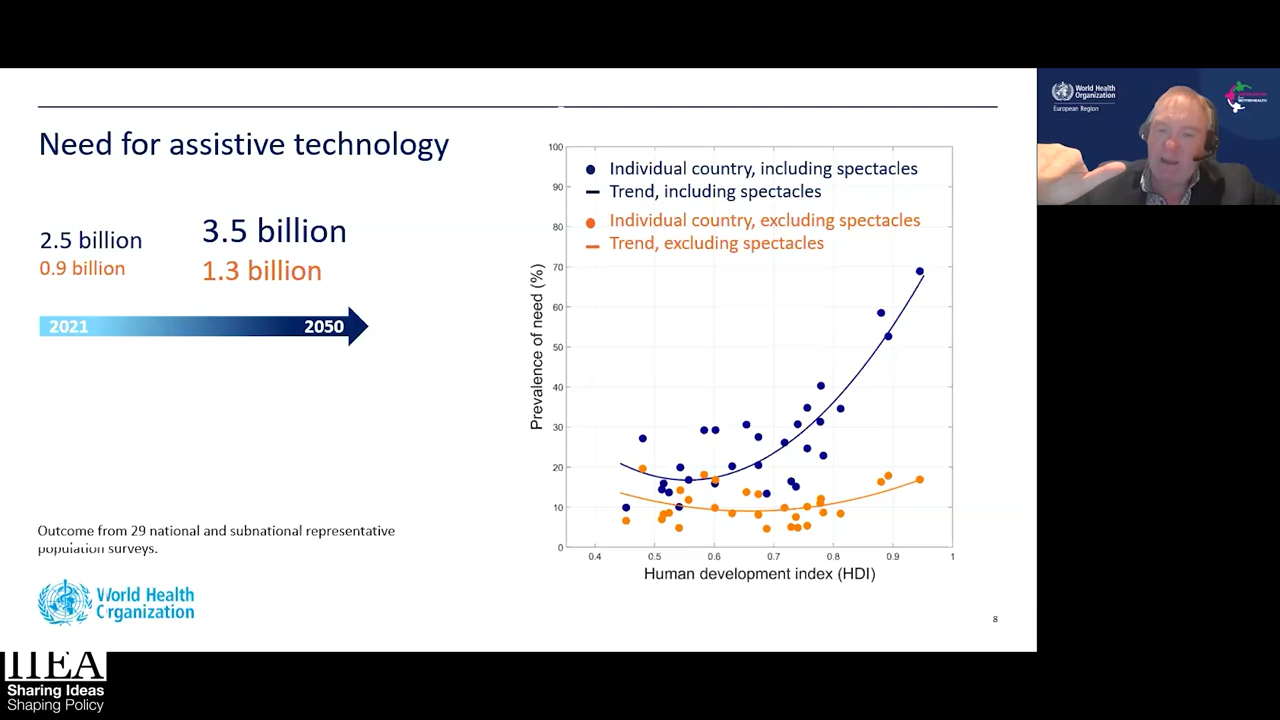 Need for assistive technology
2.5 billion
0.9 billion
3.5 billion
1.3 billion
2021
2050
Outcome from 29 national and subnational representative
population surveys.
World Health
Organization
100
90
80
70
60
50
40
30
20
10
0
0.4
0.5
0.6
0.7
0.8
0.9
1
Prevalence of need (%)
Human development index (HDI)
Individual country, including spectacles
Trend, including spectacles
Individual country, excluding spectacles
Trend, excluding spectacles
8
World Health
Organization
European Region
IIEA
Sharing Ideas
Shaping Policy